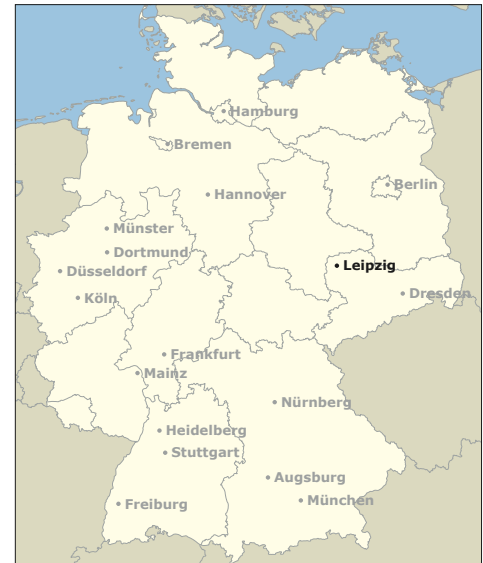 Hamburg
Bremen
Berlin
Hannover
Münster
Dortmund
Leipzig
Düsseldorf
Dresden
Köln
Frankfurt
Mainz
Nürnberg
Heidelberg
Stuttgart
Augsburg
München
Freiburg